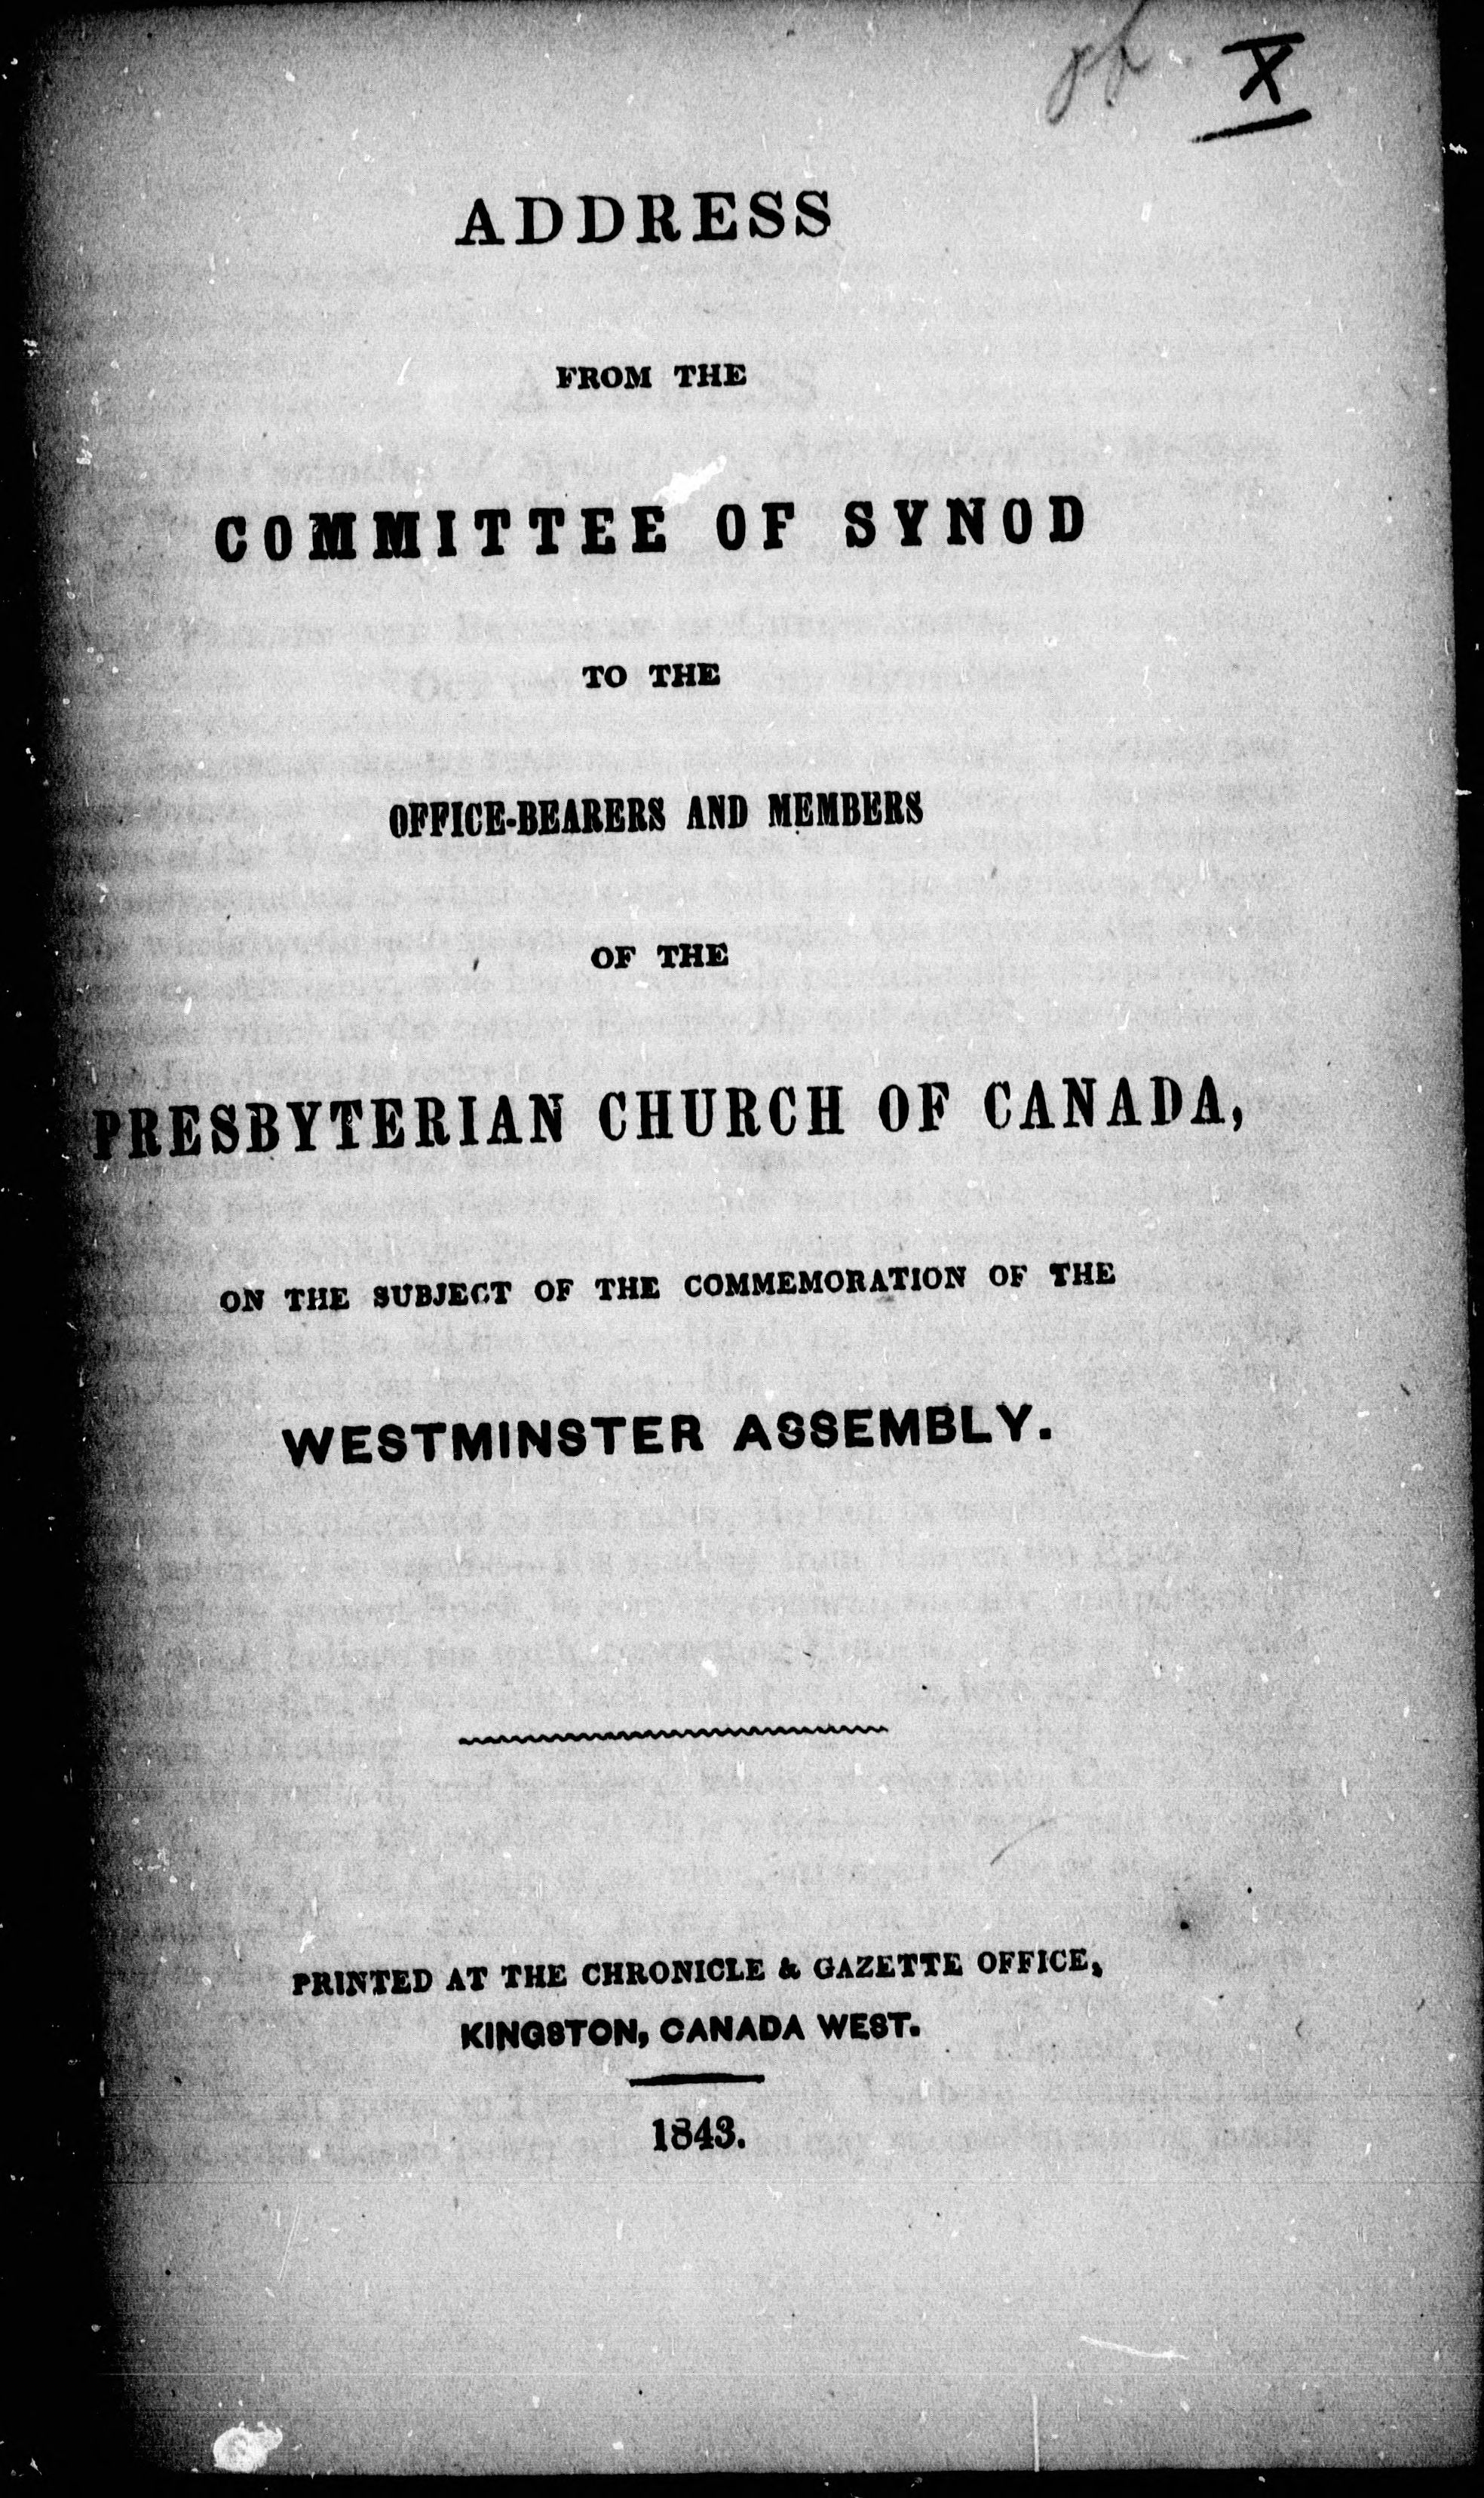 X
ADDRESS
FROM THE
COMMITTEE OF SYNOD
TO THE
OFFICE-BEARERS AND MEMBERS
OF THE
PRESBYTERIAN CHURCH OF CANADA,
ON THE SUBJECT OF THE COMMEMORATION OF THE
WESTMINSTER ASSEMBLY.
PRINTED AT THE CHRONICLE & GAZETTE OFFICE,
KINGSTON, CANADA WEST.
1843.